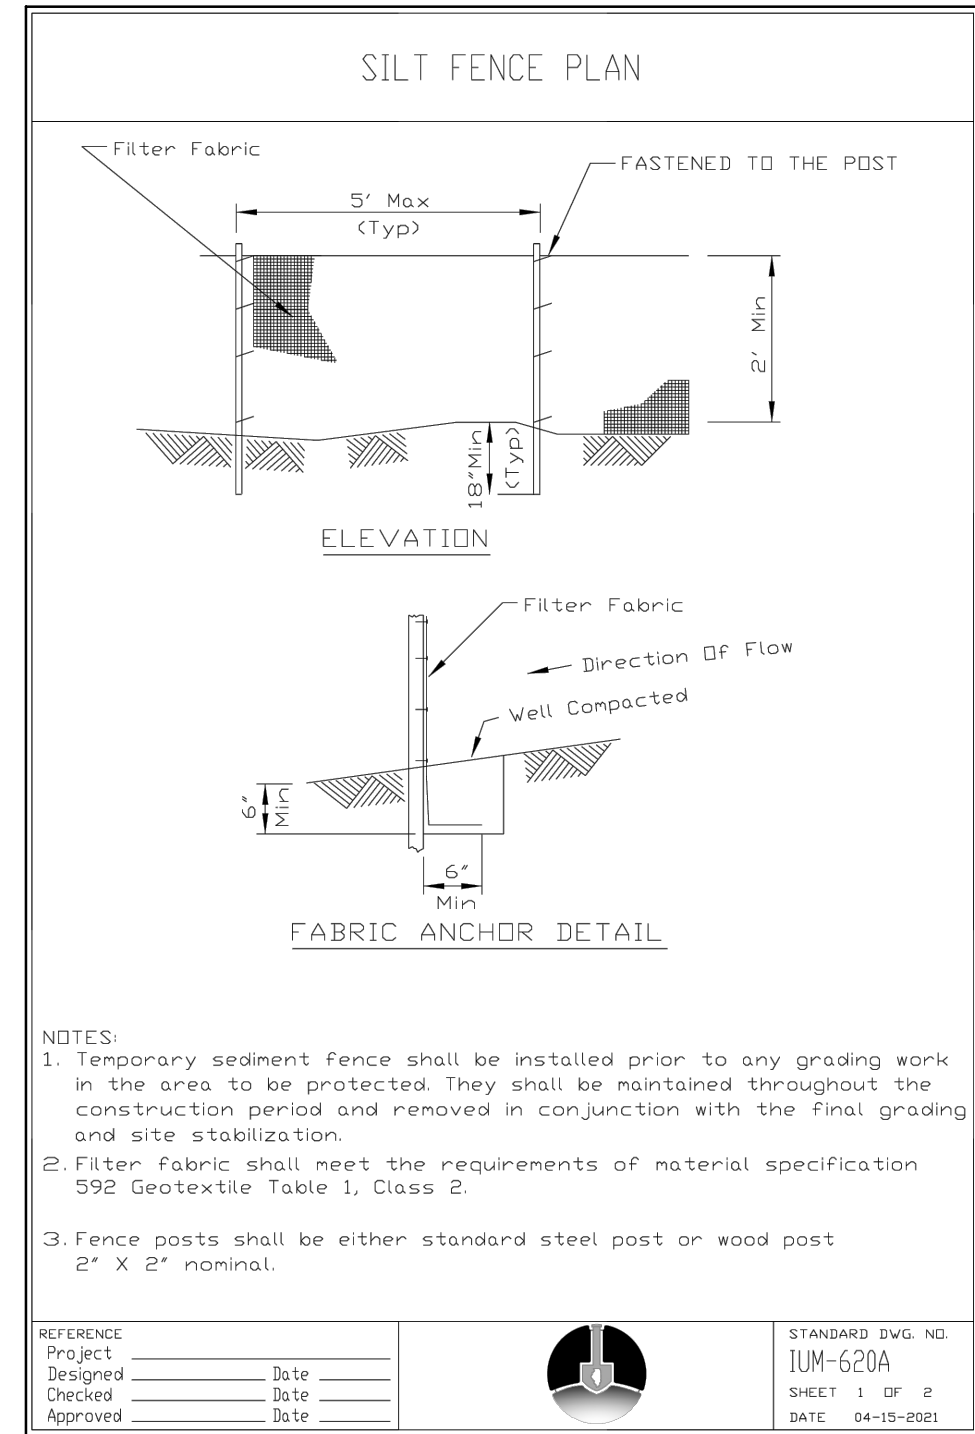 SILT FENCE PLAN
Filter Fabric
FASTENED TO THE POST
5' Max
(Typ)
2' Min
18"Min
(Typ)
ELEVATION
Filter Fabric
Direction Of Flow
Well Compacted
6"
Min
6"
Min
FABRIC ANCHOR DETAIL
NOTES:
1. Temporary sediment fence shall be installed prior to any grading work
in the area to be protected. They shall be maintained throughout the
construction period and removed in conjunction with the final grading
and site stabilization.
2. Filter fabric shall meet the requirements of material specification
592 Geotextile Table 1, Class 2.
3. Fence posts shall be either standard steel post or wood post
2" X 2" nominal.
REFERENCE
Project
Designed Date
Checked Date
Approved Date
STANDARD DWG. NO.
IUM-620A
SHEET 1 OF 2
DATE 04-15-2021